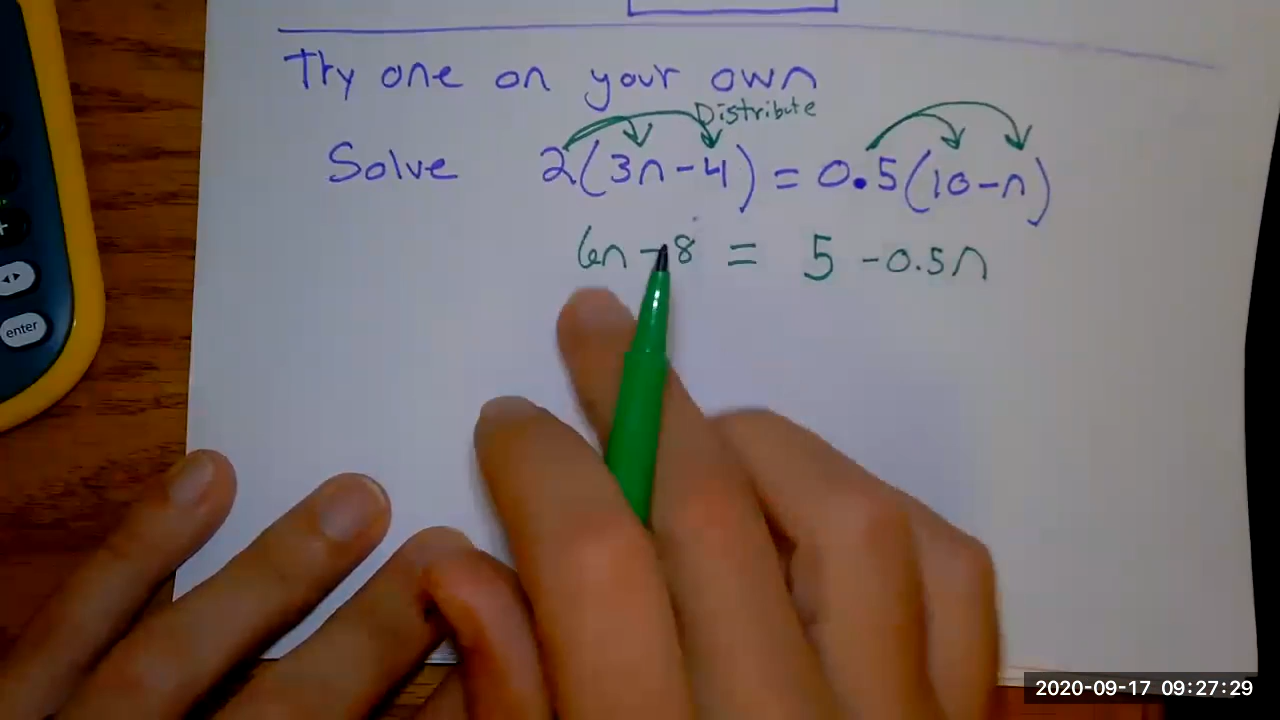 Try one on your own
Distribute
Solve 2(3n-4) = 0.5(10-n)
6n - 8 = 5 - 0.5n
enter
2020-09-17 09:27:29